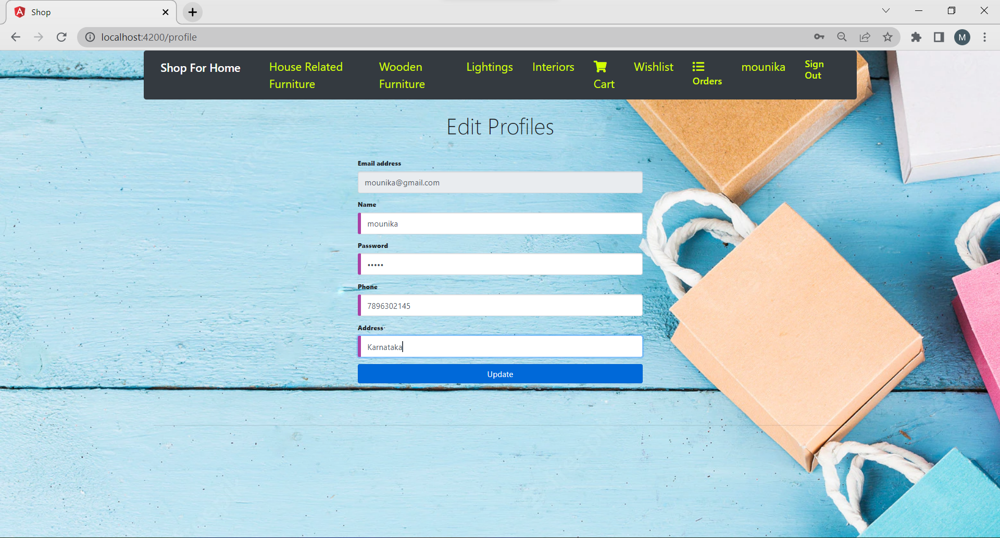 Shop
localhost:4200/profile
M
Shop For Home
House Related
Furniture
Wooden
Furniture
Lightings
Interiors
Cart
Wishlist
Orders
mounika
Sign
Out
Edit Profiles
Email address
mounika@gmail.com
Name
mounika
Password
•••••
Phone
7896302145
Address
Karnataka
Update